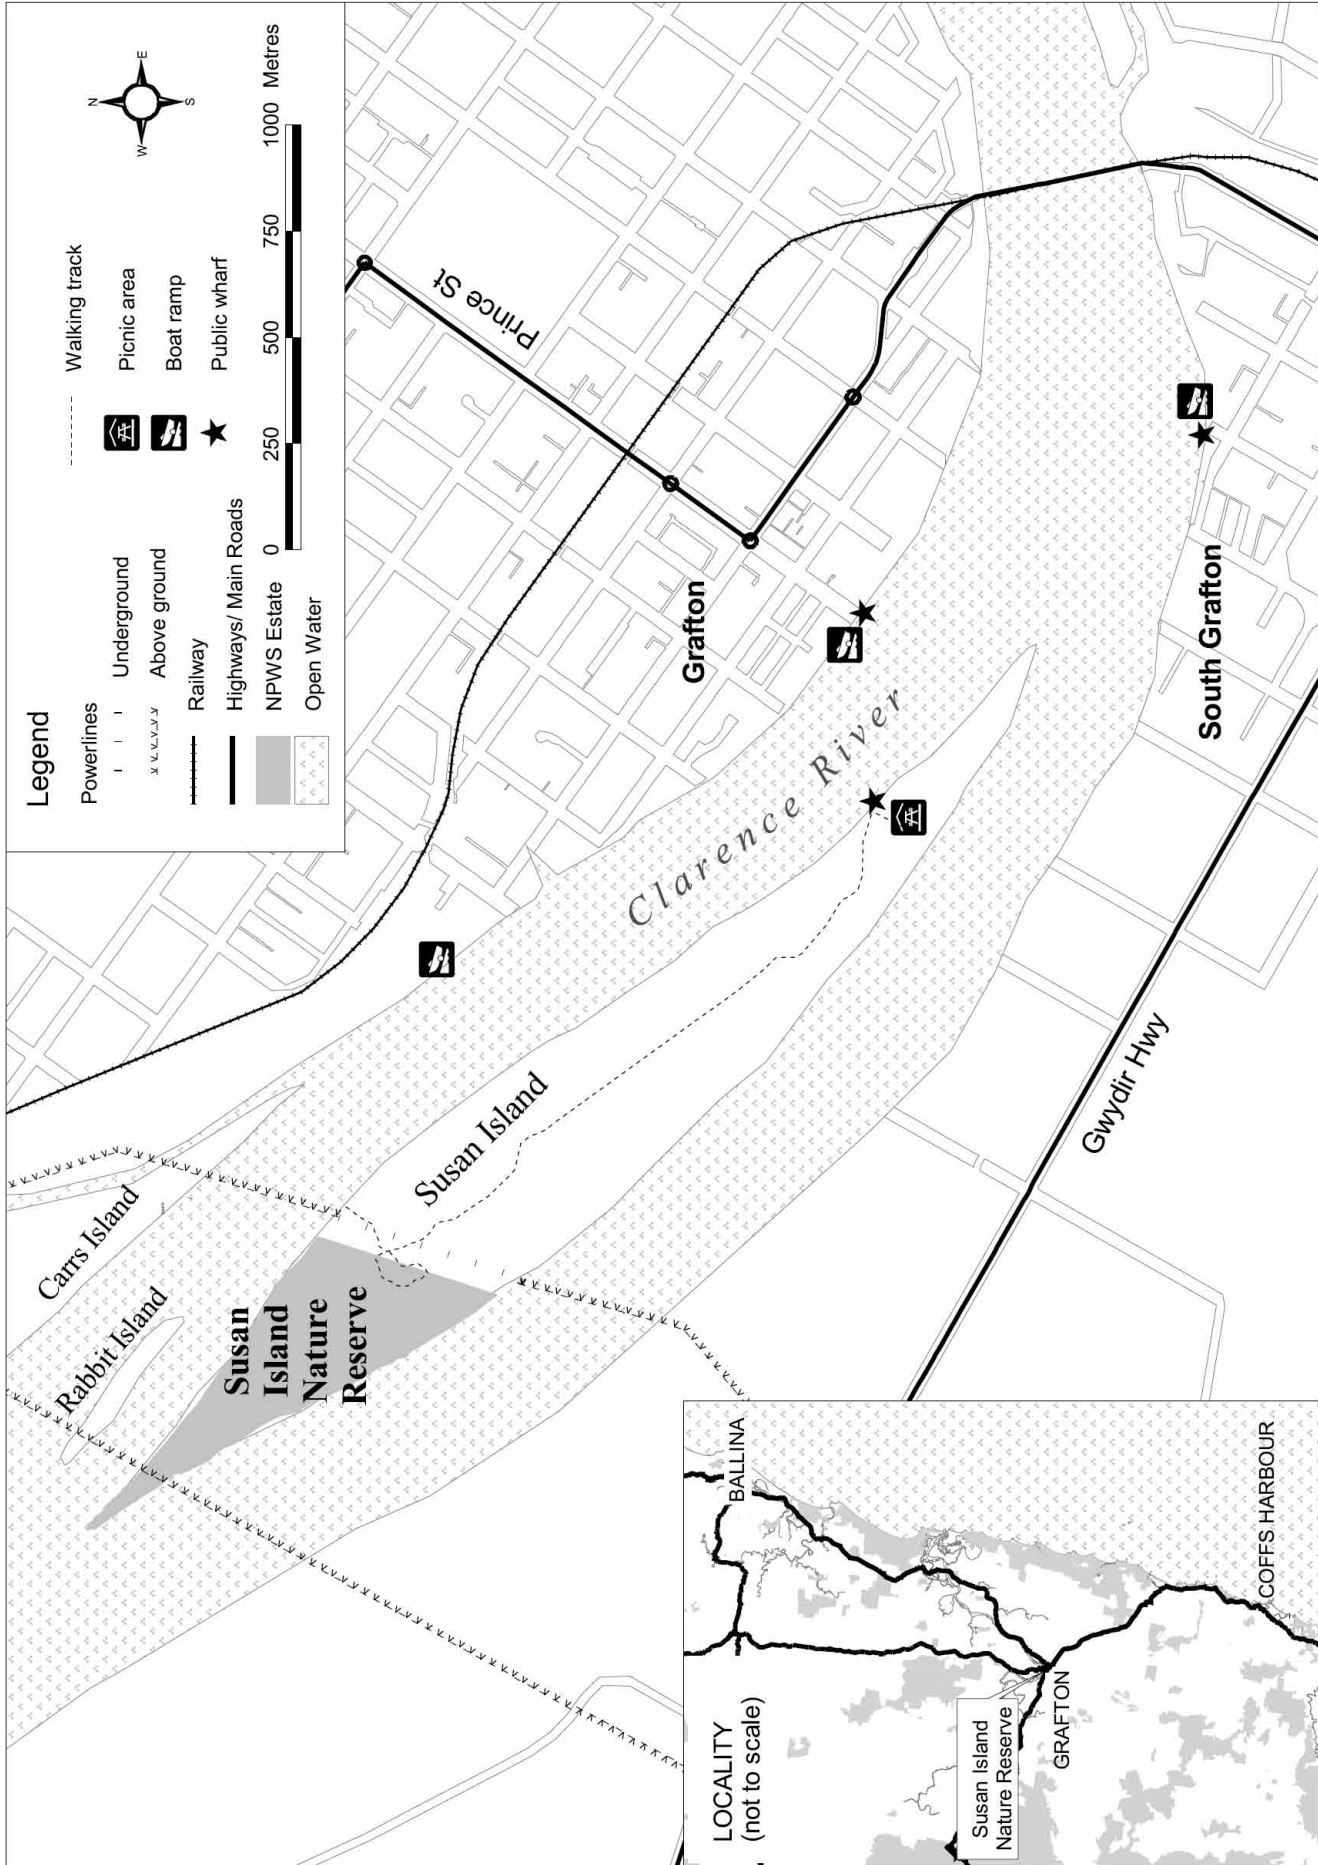 Legend
Powerlines
Underground
Above ground
Railway
Highways/ Main Roads
NPWS Estate
Open Water
Walking track
Picnic area
Boat ramp
Public wharf
0 250 500 750 1000 Metres
N
E
S
W
Carrs Island
Rabbit Island
Susan
Island
Nature
Reserve
Susan Island
Clarence River
Prince St
Grafton
South Grafton
Gwydir Hwy
LOCALITY
(not to scale)
BALLINA
Susan Island
Nature Reserve
GRAFTON
COFFS HARBOUR